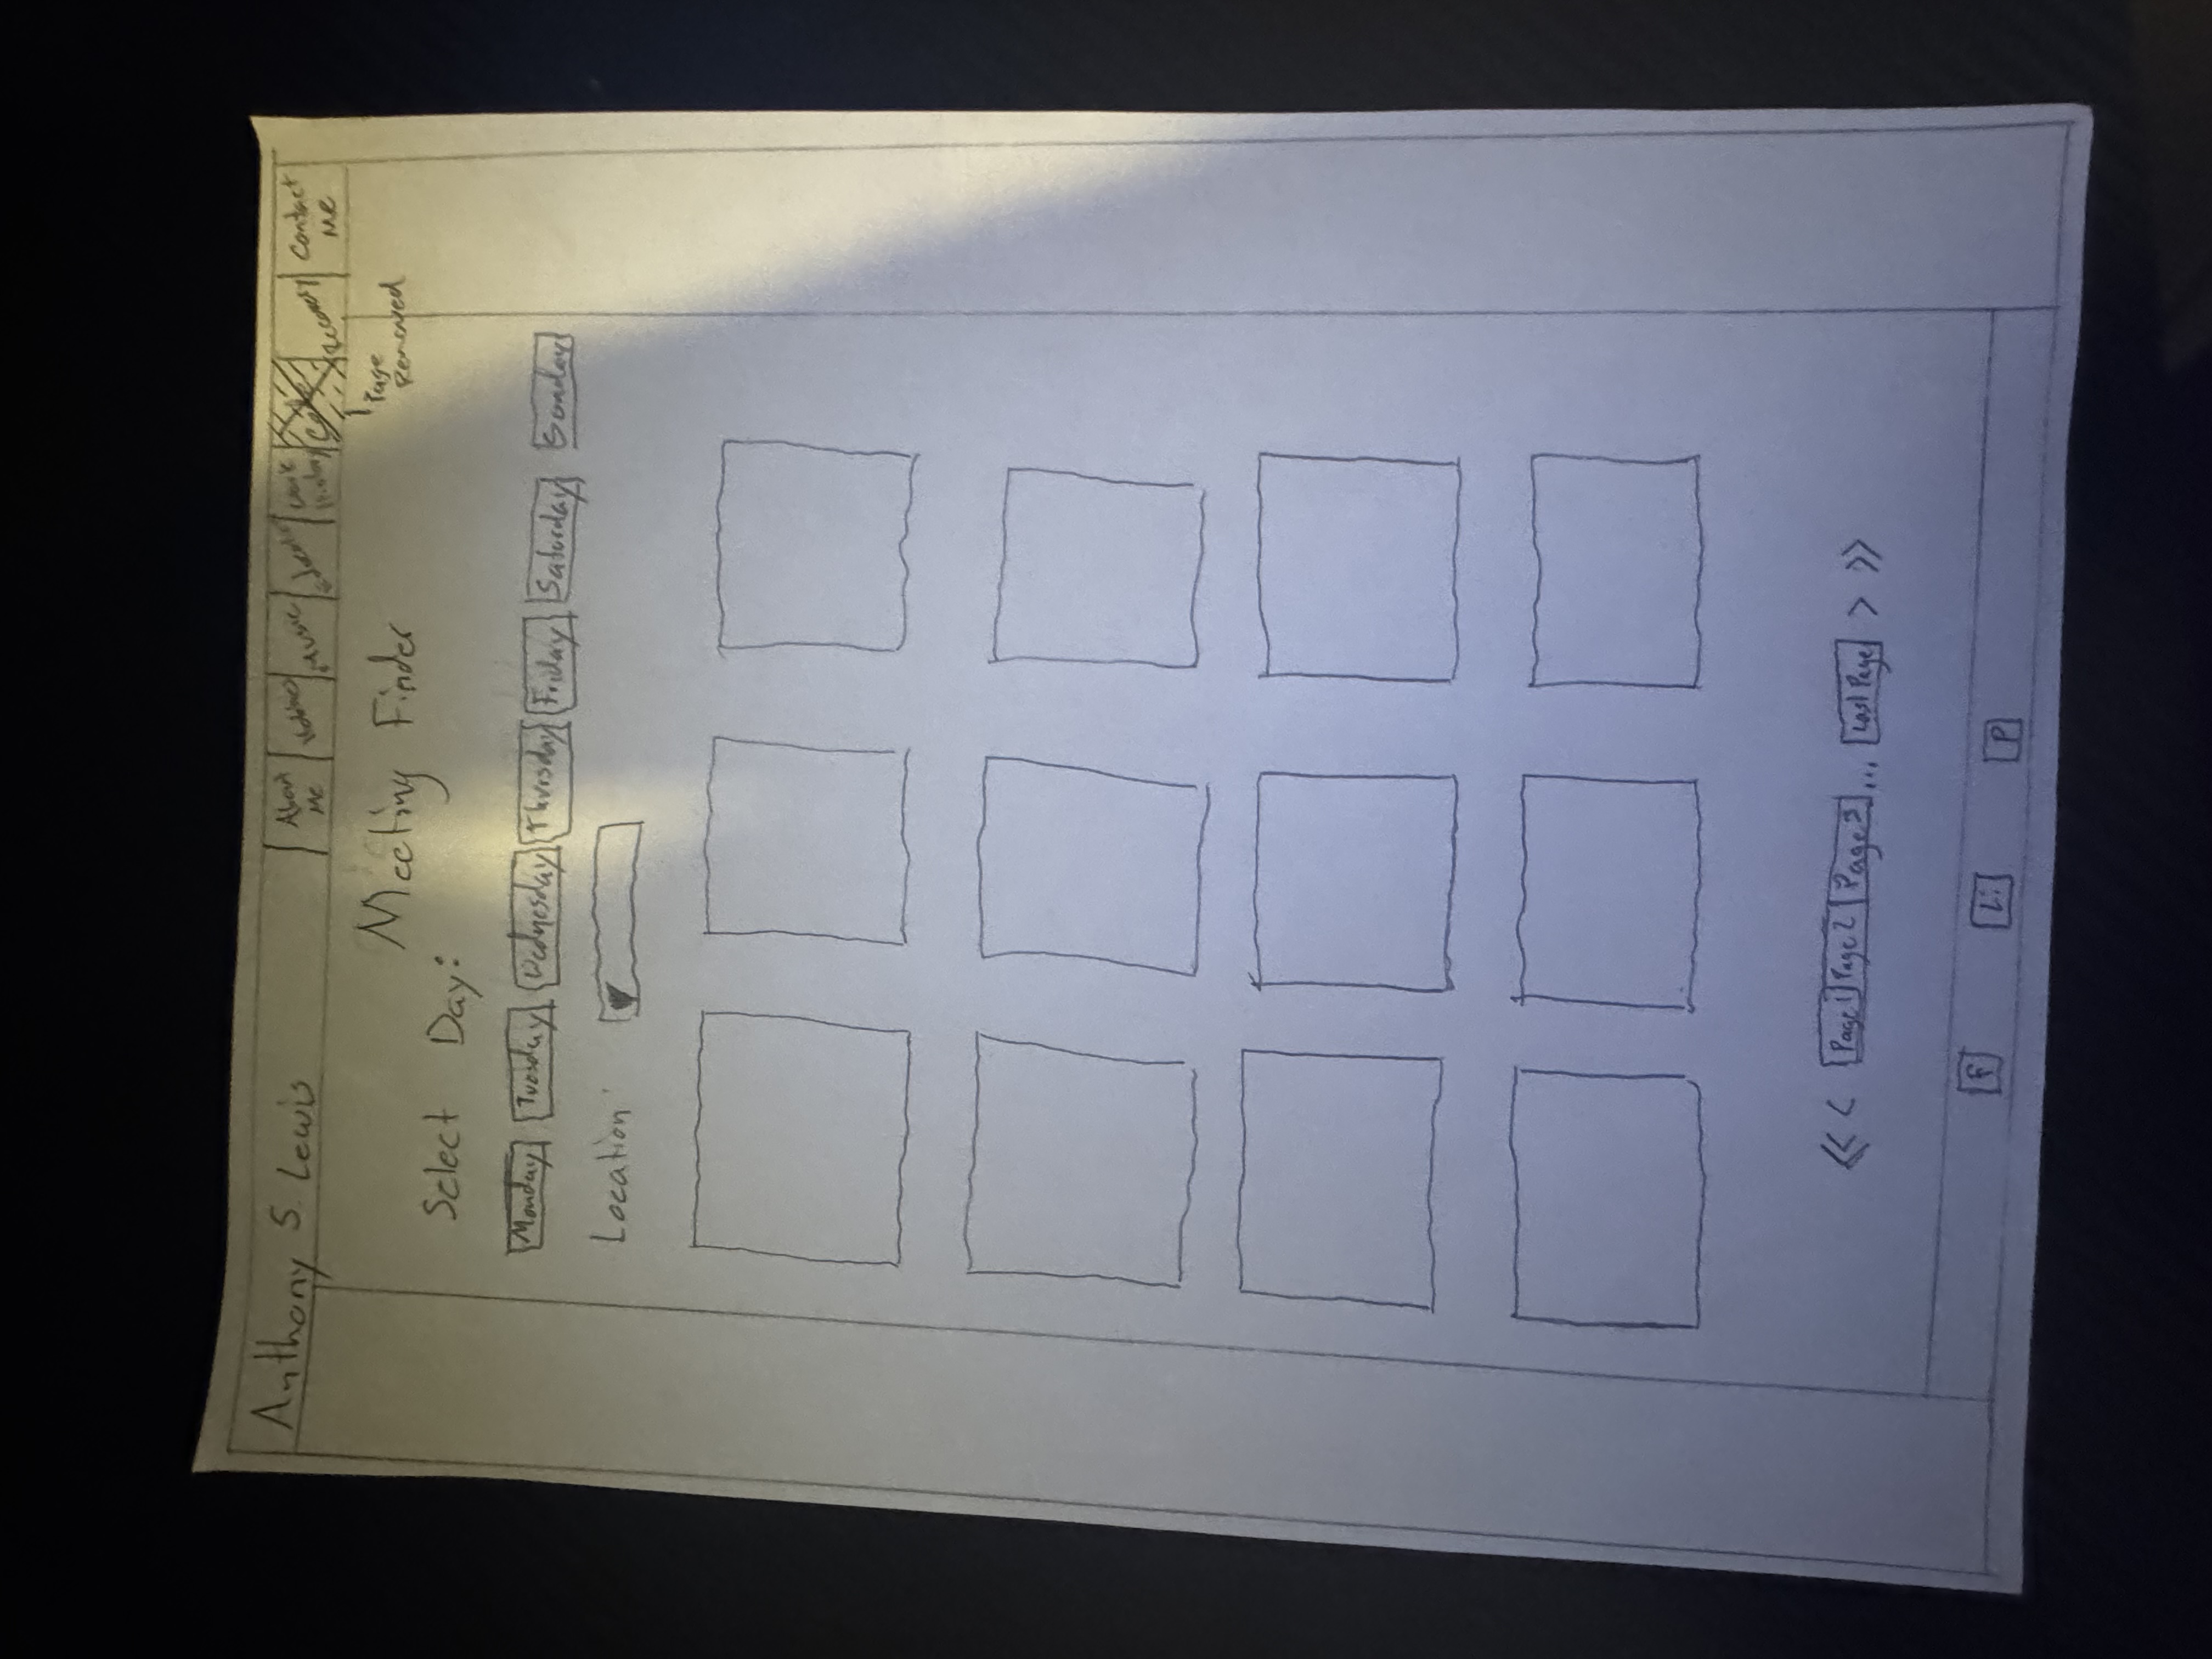 Anthony S. Lewis
About Me
Hobbies
Music
Education
Work History
Recovery
Contact Me
Page Removed
Meeting Finder
Select Day:
Monday Tuesday Wednesday Thursday Friday Saturday Sunday
Location:
<< < Page 1 Page 2 Page 3 ... Last Page > >>
F Li P